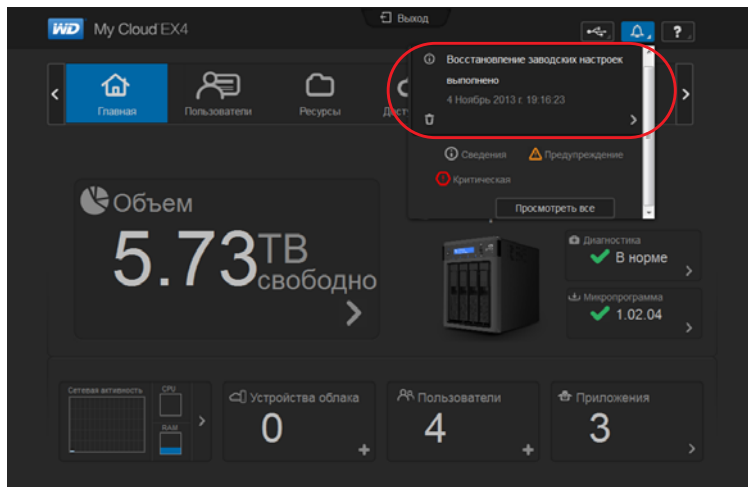 WD My Cloud EX4
Выход
?
Восстановление заводских настроек
выполнено
4 Ноябрь 2013 г. 19:16:23
Главная
Пользователи
Ресурсы
Сведения
Предупреждение
Критическая
Просмотреть все
Объем
5.73 ТВ
свободно
Диагностика
В норме
Микропрограмма
1.02.04
Сетевая активность
CPU
RAM
Устройства облака
0
Пользователи
4
Приложения
3